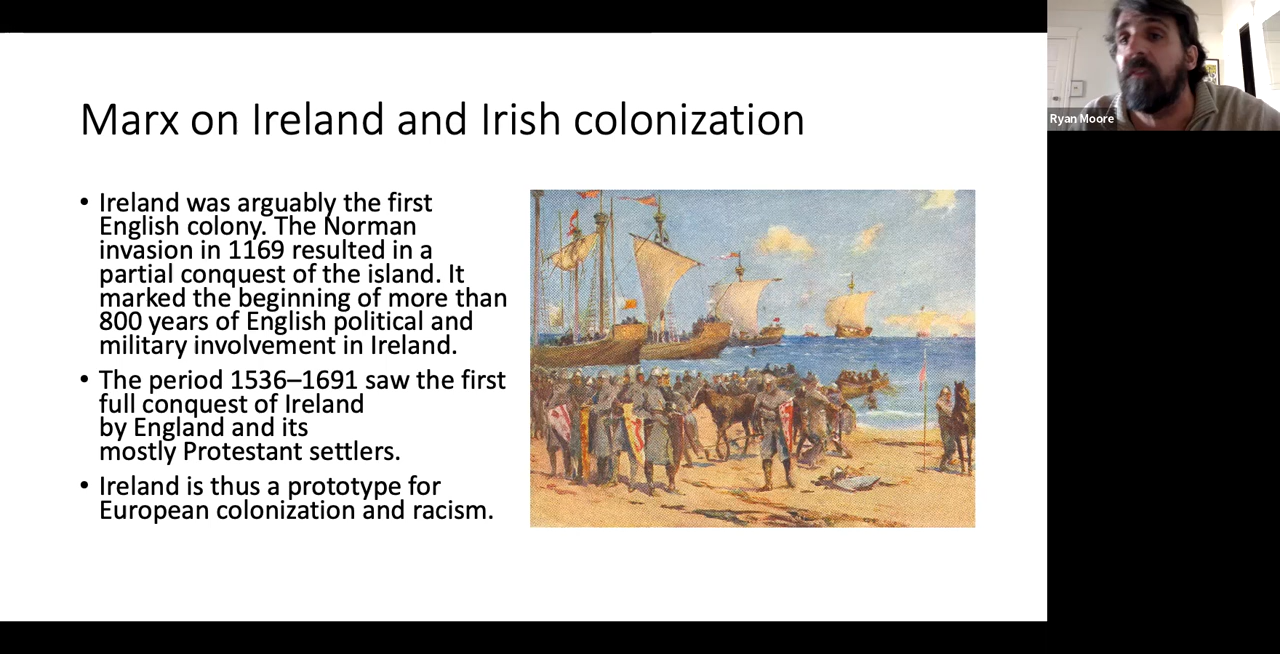 Marx on Ireland and Irish colonization
• Ireland was arguably the first
English colony. The Norman
invasion in 1169 resulted in a
partial conquest of the island. It
marked the beginning of more than
800 years of English political and
military involvement in Ireland.
• The period 1536–1691 saw the first
full conquest of Ireland
by England and its
mostly Protestant settlers.
• Ireland is thus a prototype for
European colonization and racism.
Ryan Moore